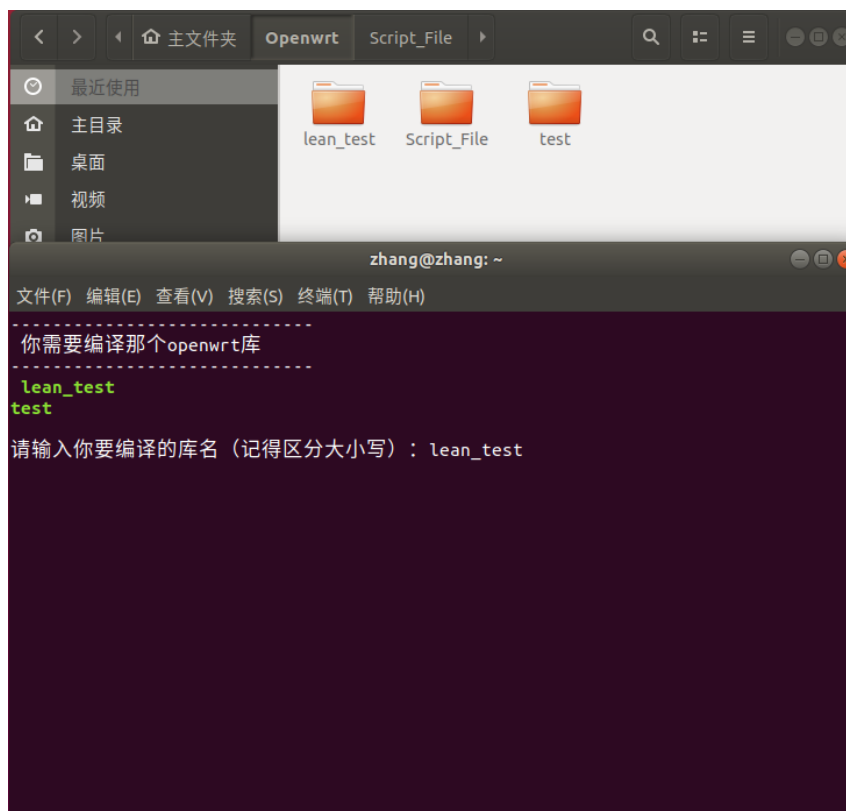 主文件夹 Openwrt Script_File
最近使用
主目录
桌面
视频
图片
lean_test Script_File test
zhang@zhang: ~
文件(F) 编辑(E) 查看(V) 搜索(S) 终端(T) 帮助(H)
-----------------------------
你需要编译那个openwrt库
-----------------------------
lean_test
test
请输入你要编译的库名（记得区分大小写）：lean_test